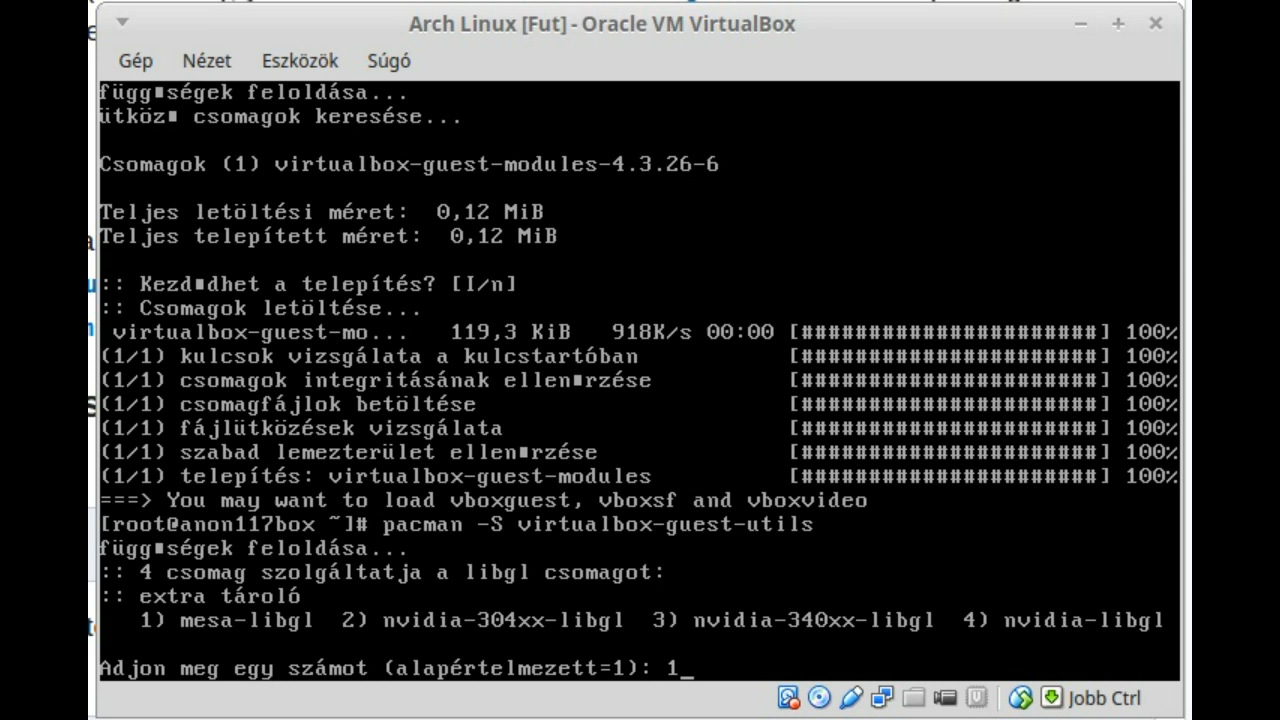 Arch Linux [Fut] - Oracle VM VirtualBox
Gép Nézet Eszközök Súgó
függ■ségek feloldása...
ütköz■ csomagok keresése...
Csomagok (1) virtualbox-guest-modules-4.3.26-6
Teljes letöltési méret: 0,12 MiB
Teljes telepített méret: 0,12 MiB
:: Kezd■dhet a telepítés? [I/n]
:: Csomagok letöltése...
virtualbox-guest-mo... 119,3 KiB 918K/s 00:00 [######################] 100%
(1/1) kulcsok vizsgálata a kulcstartóban [######################] 100%
(1/1) csomagok integritásának ellen■rzése [######################] 100%
(1/1) csomagfájlok betöltése [######################] 100%
(1/1) fájlütközések vizsgálata [######################] 100%
(1/1) szabad lemezterület ellen■rzése [######################] 100%
(1/1) telepítés: virtualbox-guest-modules [######################] 100%
===> You may want to load vboxguest, vboxsf and vboxvideo
[root@anon117box ~]# pacman -S virtualbox-guest-utils
függ■ségek feloldása...
:: 4 csomag szolgáltatja a libgl csomagot:
:: extra tároló
1) mesa-libgl 2) nvidia-304xx-libgl 3) nvidia-340xx-libgl 4) nvidia-libgl
Adjon meg egy számot (alapértelmezett=1): 1_
Jobb Ctrl